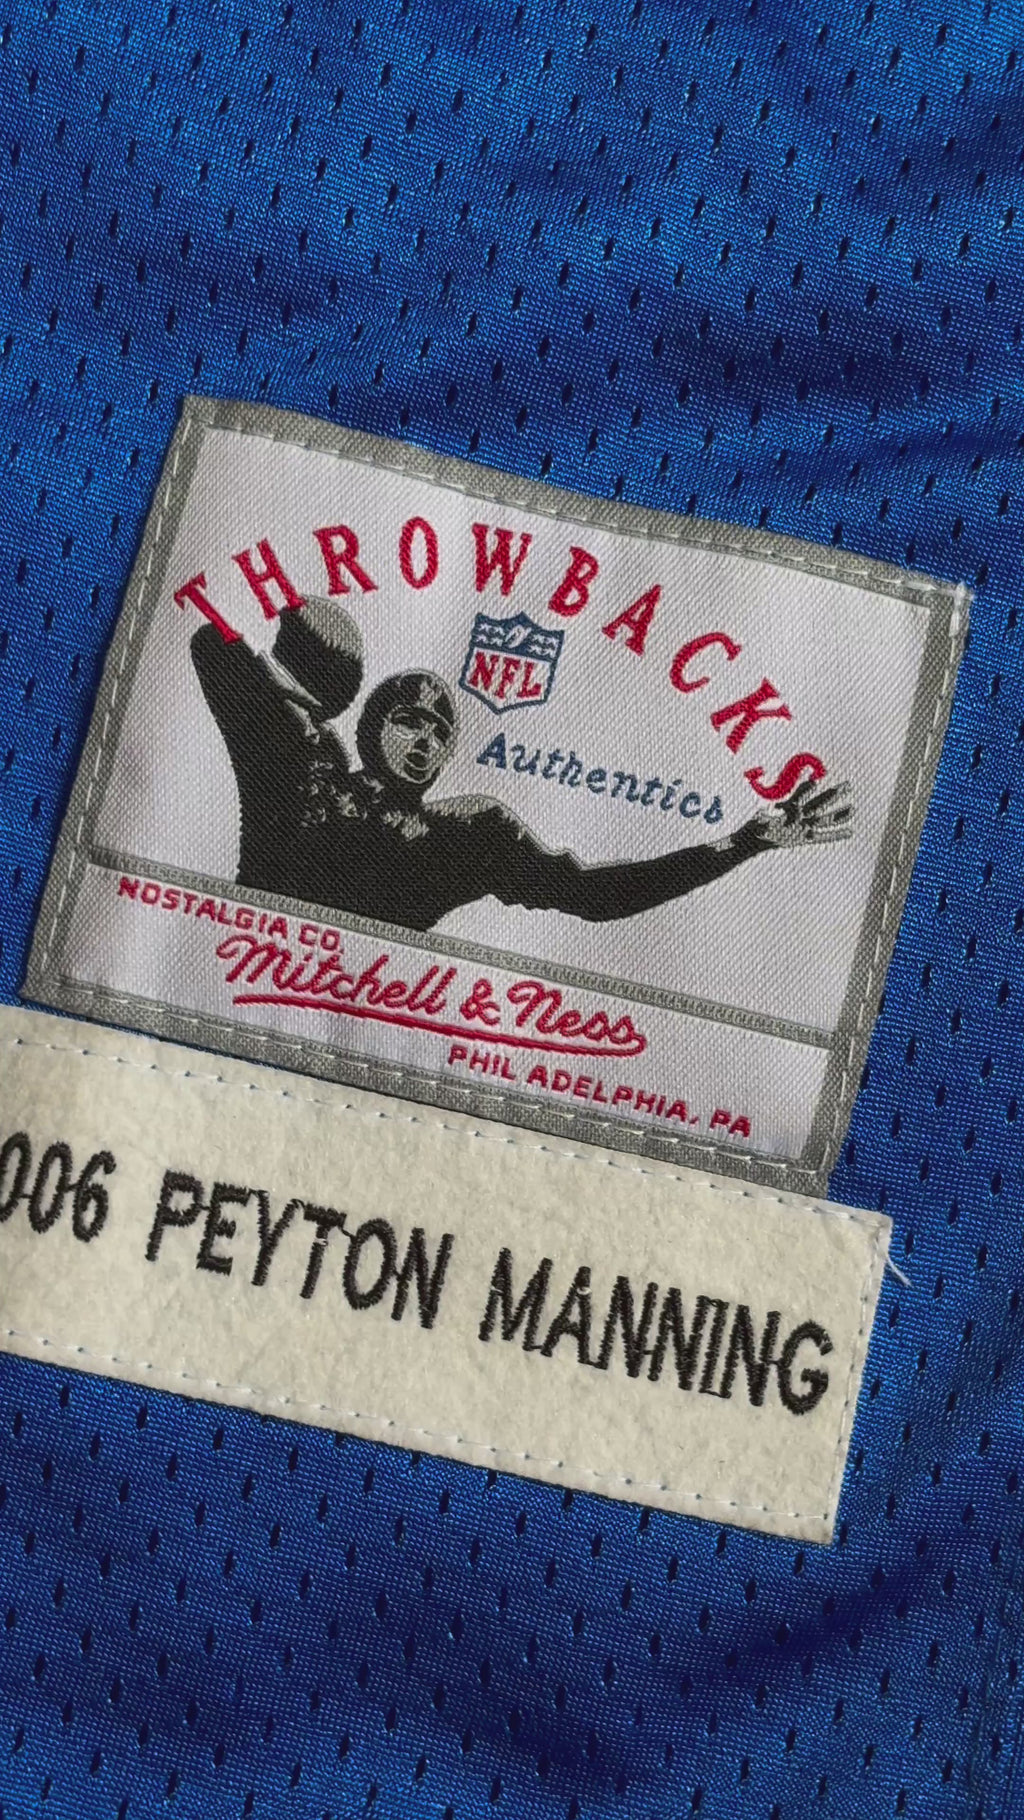 THROWBACKS
NFL
Authentics
NOSTALGIA CO.
Mitchell & Ness
PHILADELPHIA, PA
006 PEYTON MANNING